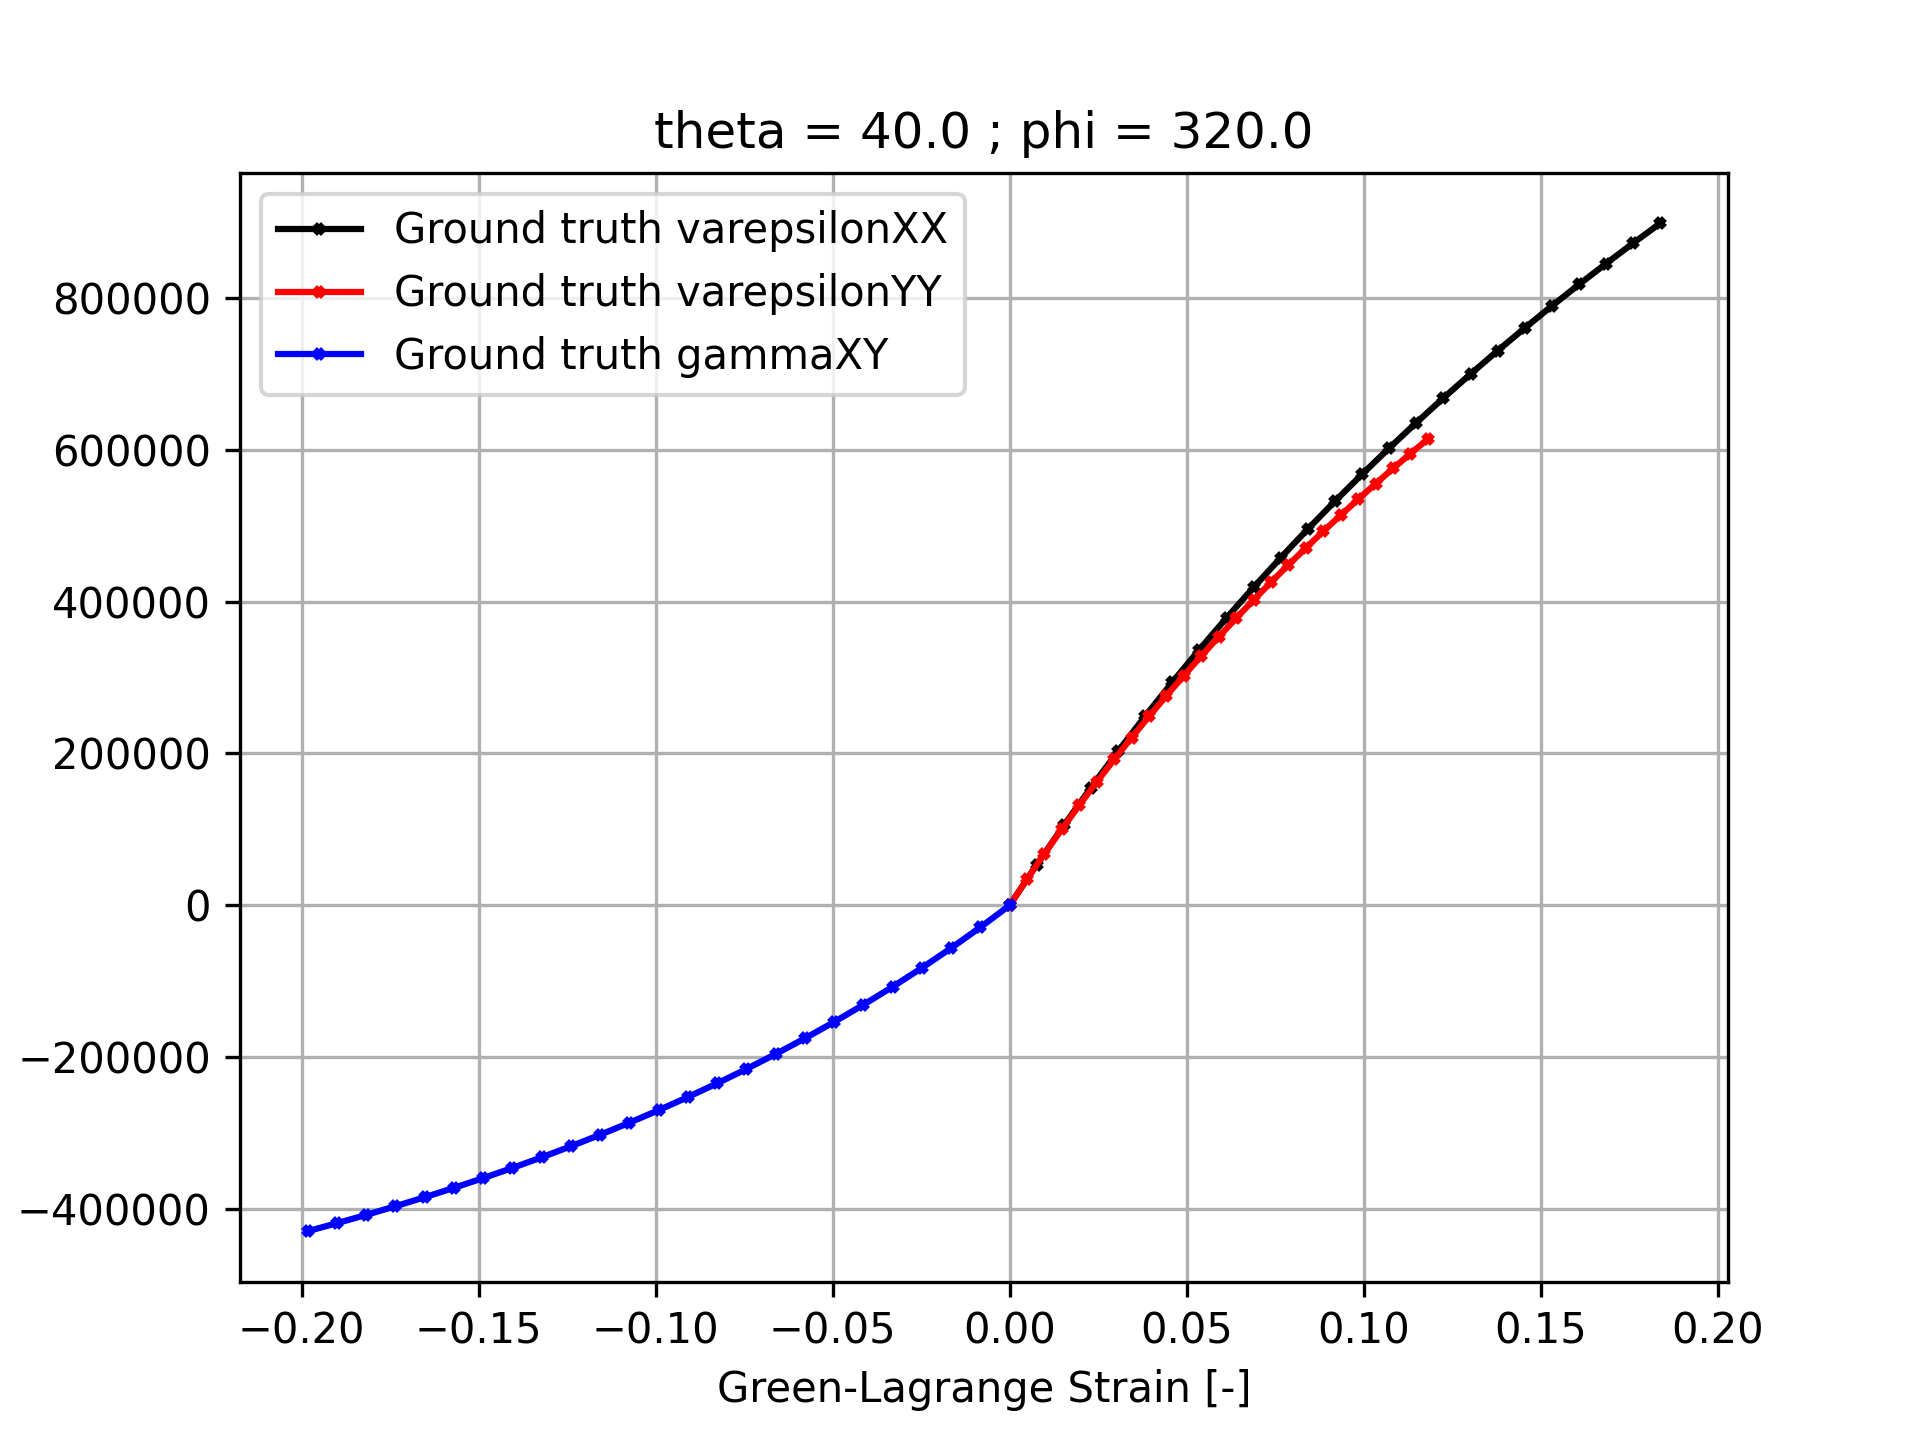 theta = 40.0 ; phi = 320.0
Ground truth varepsilonXX
Ground truth varepsilonYY
Ground truth gammaXY
800000
600000
400000
200000
0
−200000
−400000
−0.20 −0.15 −0.10 −0.05 0.00 0.05 0.10 0.15 0.20
Green-Lagrange Strain [-]